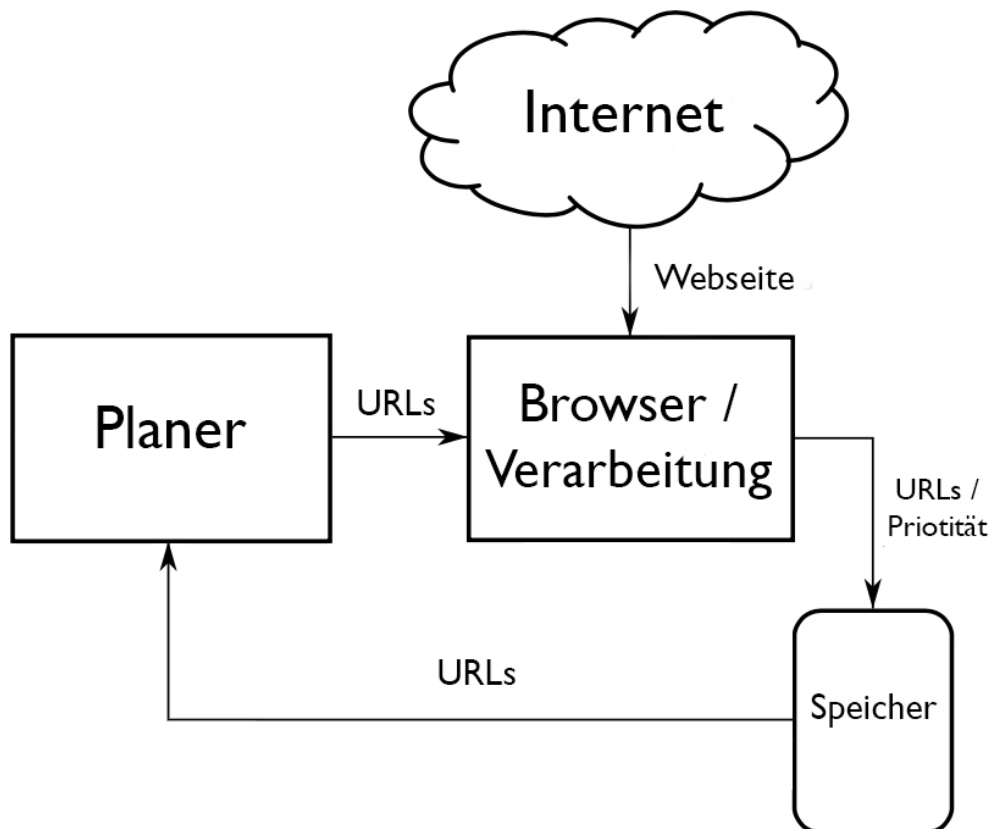 Internet
Webseite
Planer
URLs
Browser /
Verarbeitung
URLs /
Priotität
URLs
Speicher